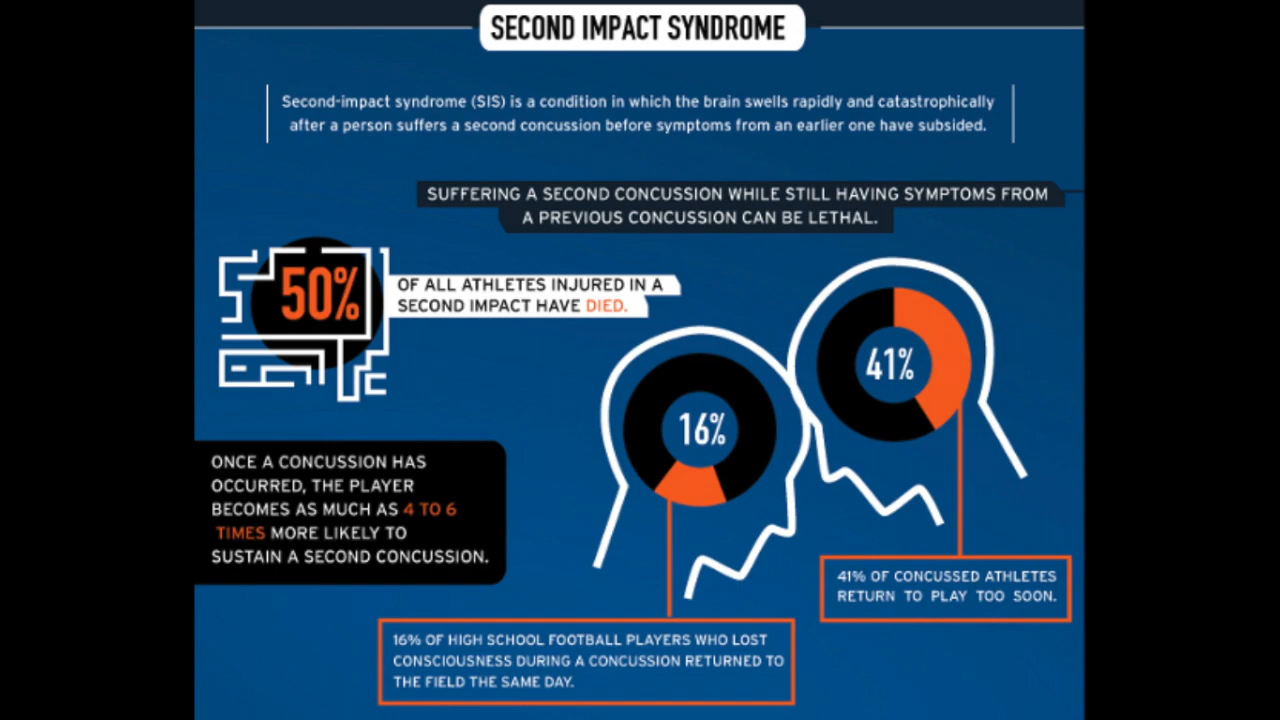 SECOND IMPACT SYNDROME
Second-impact syndrome (SIS) is a condition in which the brain swells rapidly and catastrophically
after a person suffers a second concussion before symptoms from an earlier one have subsided.
SUFFERING A SECOND CONCUSSION WHILE STILL HAVING SYMPTOMS FROM
A PREVIOUS CONCUSSION CAN BE LETHAL.
50%
OF ALL ATHLETES INJURED IN A
SECOND IMPACT HAVE DIED.
41%
16%
ONCE A CONCUSSION HAS
OCCURRED, THE PLAYER
BECOMES AS MUCH AS 4 TO 6
TIMES MORE LIKELY TO
SUSTAIN A SECOND CONCUSSION.
41% OF CONCUSSED ATHLETES
RETURN TO PLAY TOO SOON.
16% OF HIGH SCHOOL FOOTBALL PLAYERS WHO LOST
CONSCIOUSNESS DURING A CONCUSSION RETURNED TO
THE FIELD THE SAME DAY.